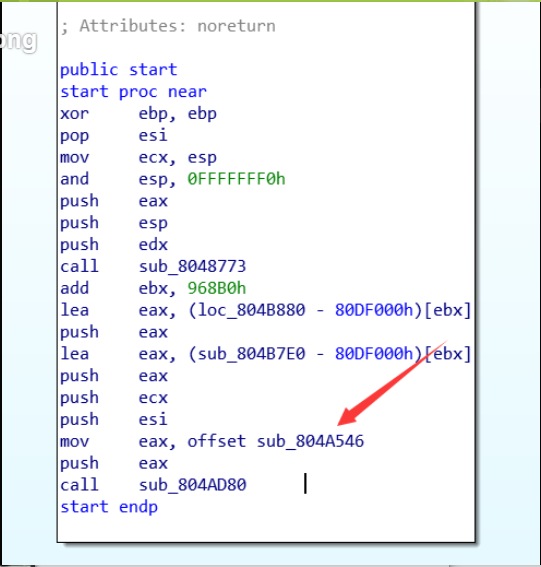 ; Attributes: noreturn
ong
public start
start proc near
xor ebp, ebp
pop esi
mov ecx, esp
and esp, 0FFFFFFF0h
push eax
push esp
push edx
call sub_8048773
add ebx, 968B0h
lea eax, (loc_804B880 - 80DF000h)[ebx]
push eax
lea eax, (sub_804B7E0 - 80DF000h)[ebx]
push eax
push ecx
push esi
mov eax, offset sub_804A546
push eax
call sub_804AD80
start endp